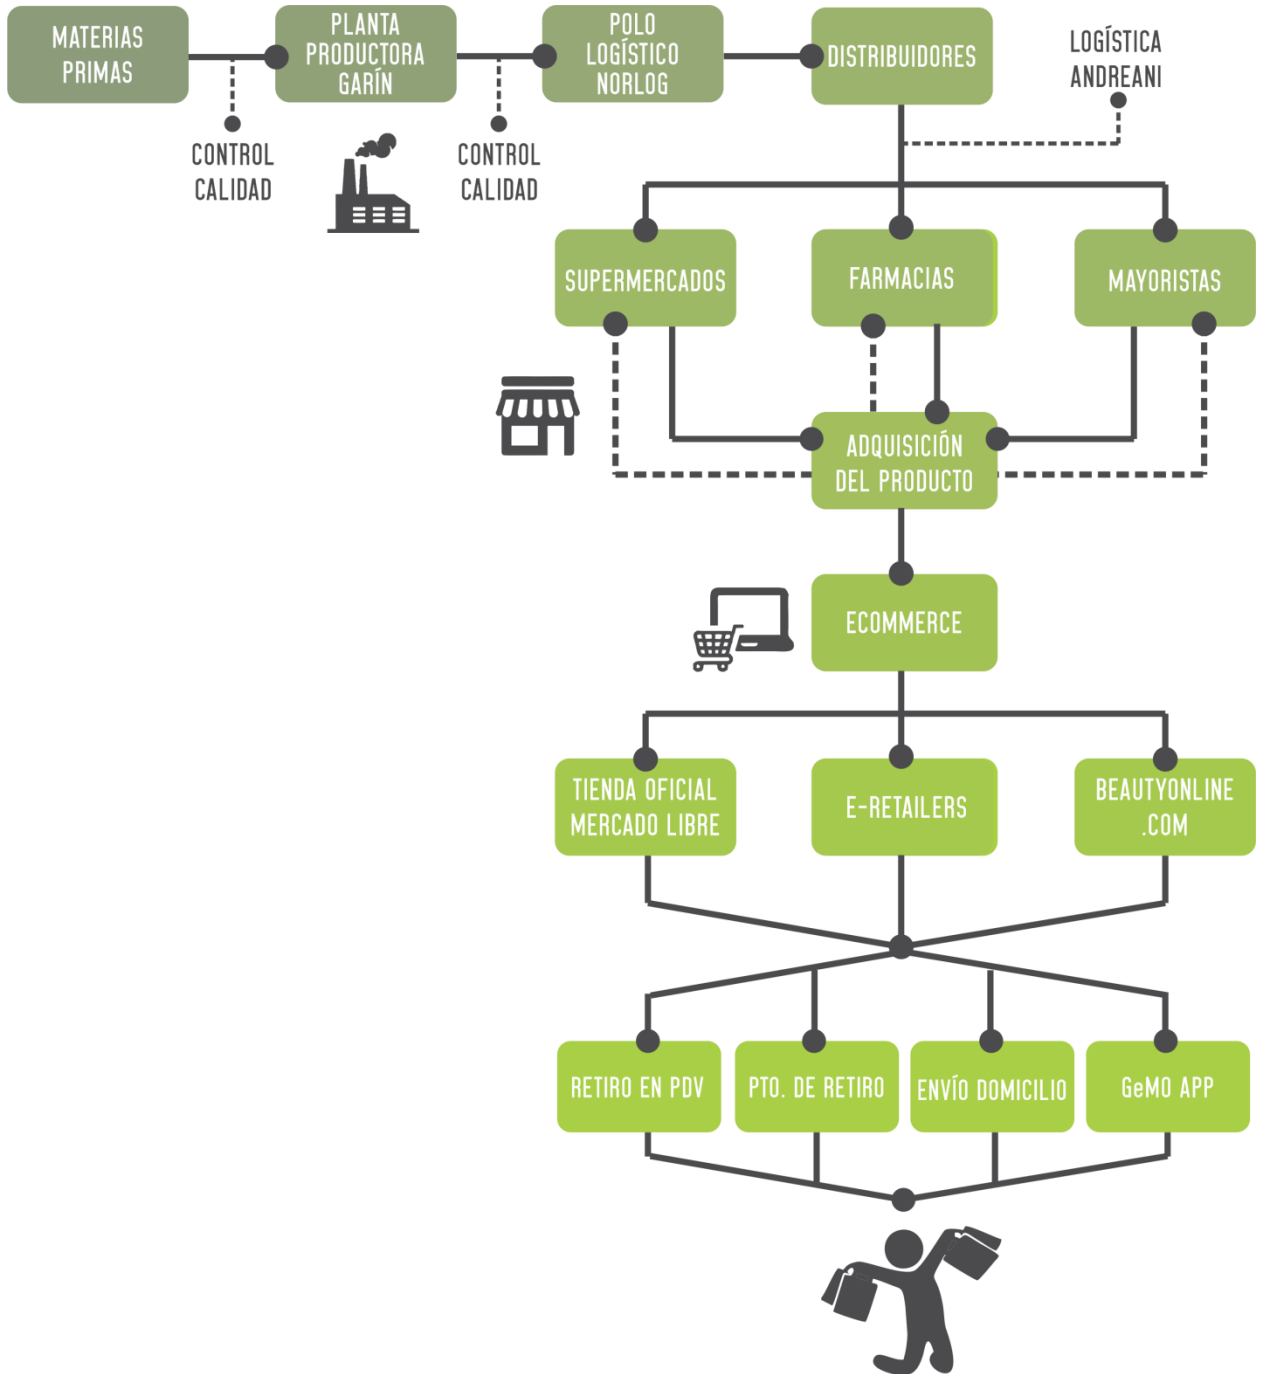 MATERIAS
PRIMAS
PLANTA
PRODUCTORA
GARÍN
POLO
LOGÍSTICO
NORLOG
DISTRIBUIDORES
LOGÍSTICA
ANDREANI
CONTROL
CALIDAD
CONTROL
CALIDAD
SUPERMERCADOS
FARMACIAS
MAYORISTAS
ADQUISICIÓN
DEL PRODUCTO
ECOMMERCE
TIENDA OFICIAL
MERCADO LIBRE
E-RETAILERS
BEAUTYONLINE
.COM
RETIRO EN PDV
PTO. DE RETIRO
ENVÍO DOMICILIO
GeMO APP